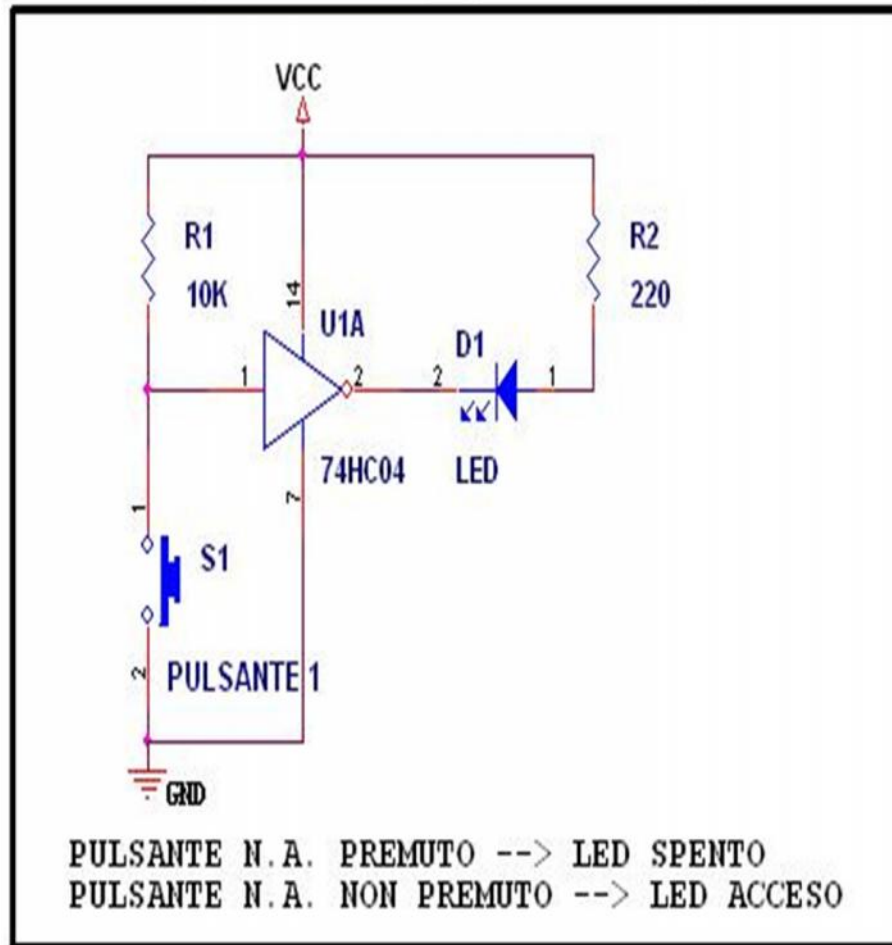 VCC
R1
10K
R2
220
14
U1A
D1
1
2
2
1
74HC04
LED
7
1
S1
2
PULSANTE 1
GND
PULSANTE N.A. PREMUTO --> LED SPENTO
PULSANTE N.A. NON PREMUTO --> LED ACCESO